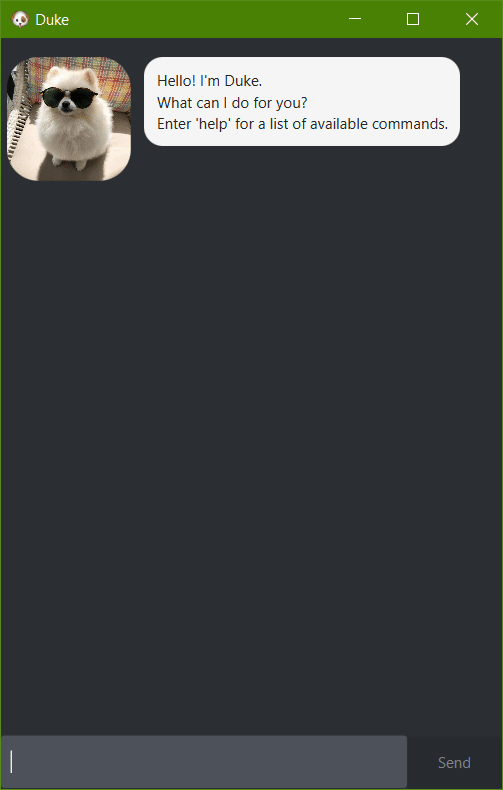 Duke
Hello! I'm Duke.
What can I do for you?
Enter 'help' for a list of available commands.
Send